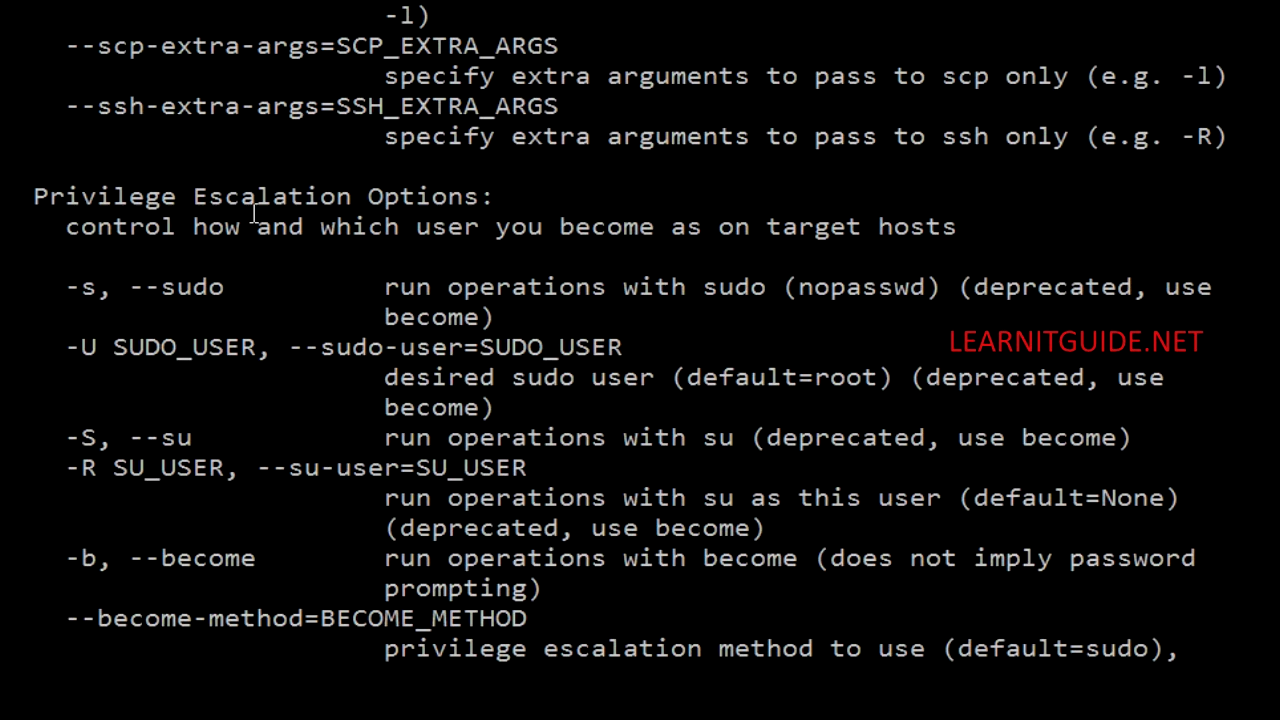 -l)
--scp-extra-args=SCP_EXTRA_ARGS
specify extra arguments to pass to scp only (e.g. -l)
--ssh-extra-args=SSH_EXTRA_ARGS
specify extra arguments to pass to ssh only (e.g. -R)
Privilege Escalation Options:
control how and which user you become as on target hosts
-s, --sudo run operations with sudo (nopasswd) (deprecated, use
become)
-U SUDO_USER, --sudo-user=SUDO_USER
LEARNITGUIDE.NET
desired sudo user (default=root) (deprecated, use
become)
-S, --su run operations with su (deprecated, use become)
-R SU_USER, --su-user=SU_USER
run operations with su as this user (default=None)
(deprecated, use become)
-b, --become run operations with become (does not imply password
prompting)
--become-method=BECOME_METHOD
privilege escalation method to use (default=sudo),